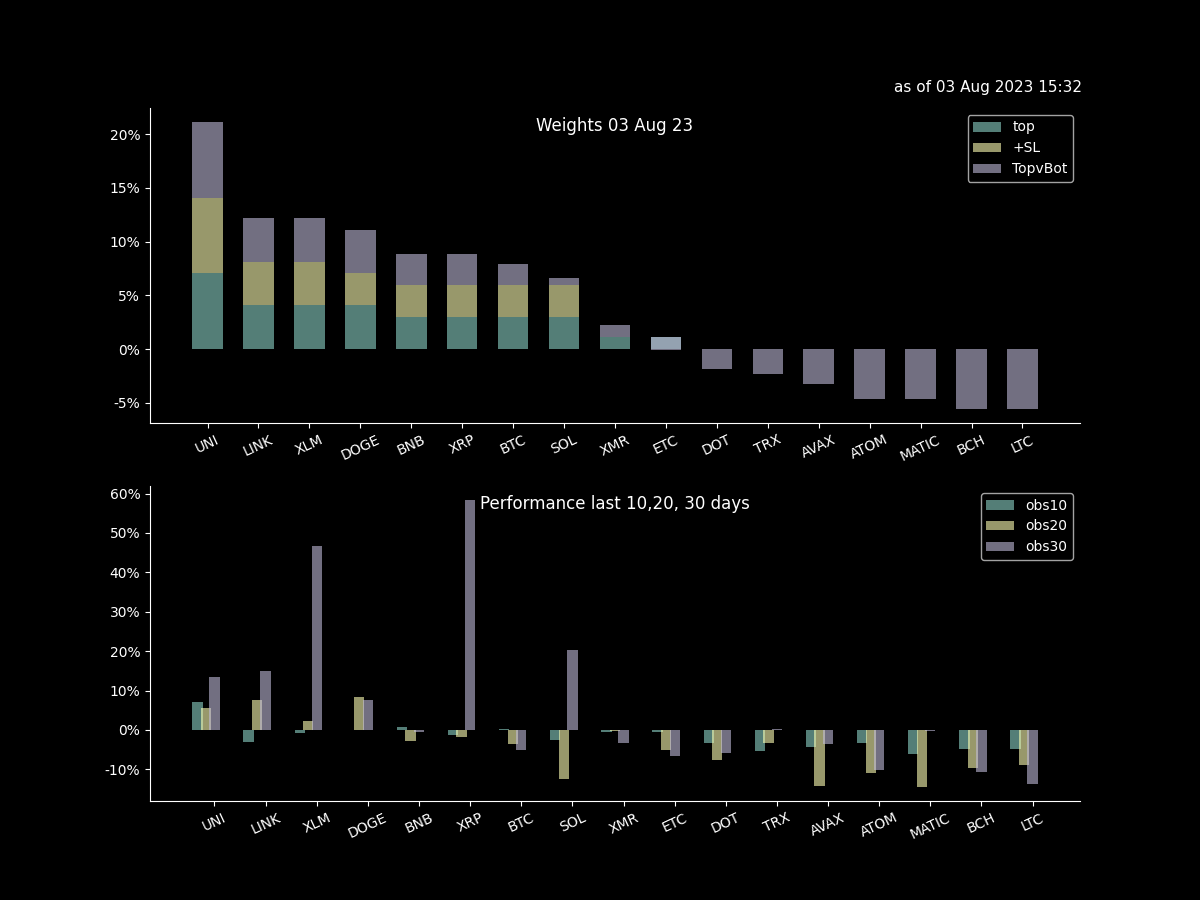 as of 03 Aug 2023 15:32
Weights 03 Aug 23
top
+SL
TopvBot
20%
15%
10%
5%
0%
-5%
UNI LINK XLM DOGE BNB XRP BTC SOL XMR ETC DOT TRX AVAX ATOM MATIC BCH LTC
Performance last 10,20, 30 days
obs10
obs20
obs30
60%
50%
40%
30%
20%
10%
0%
-10%
UNI LINK XLM DOGE BNB XRP BTC SOL XMR ETC DOT TRX AVAX ATOM MATIC BCH LTC